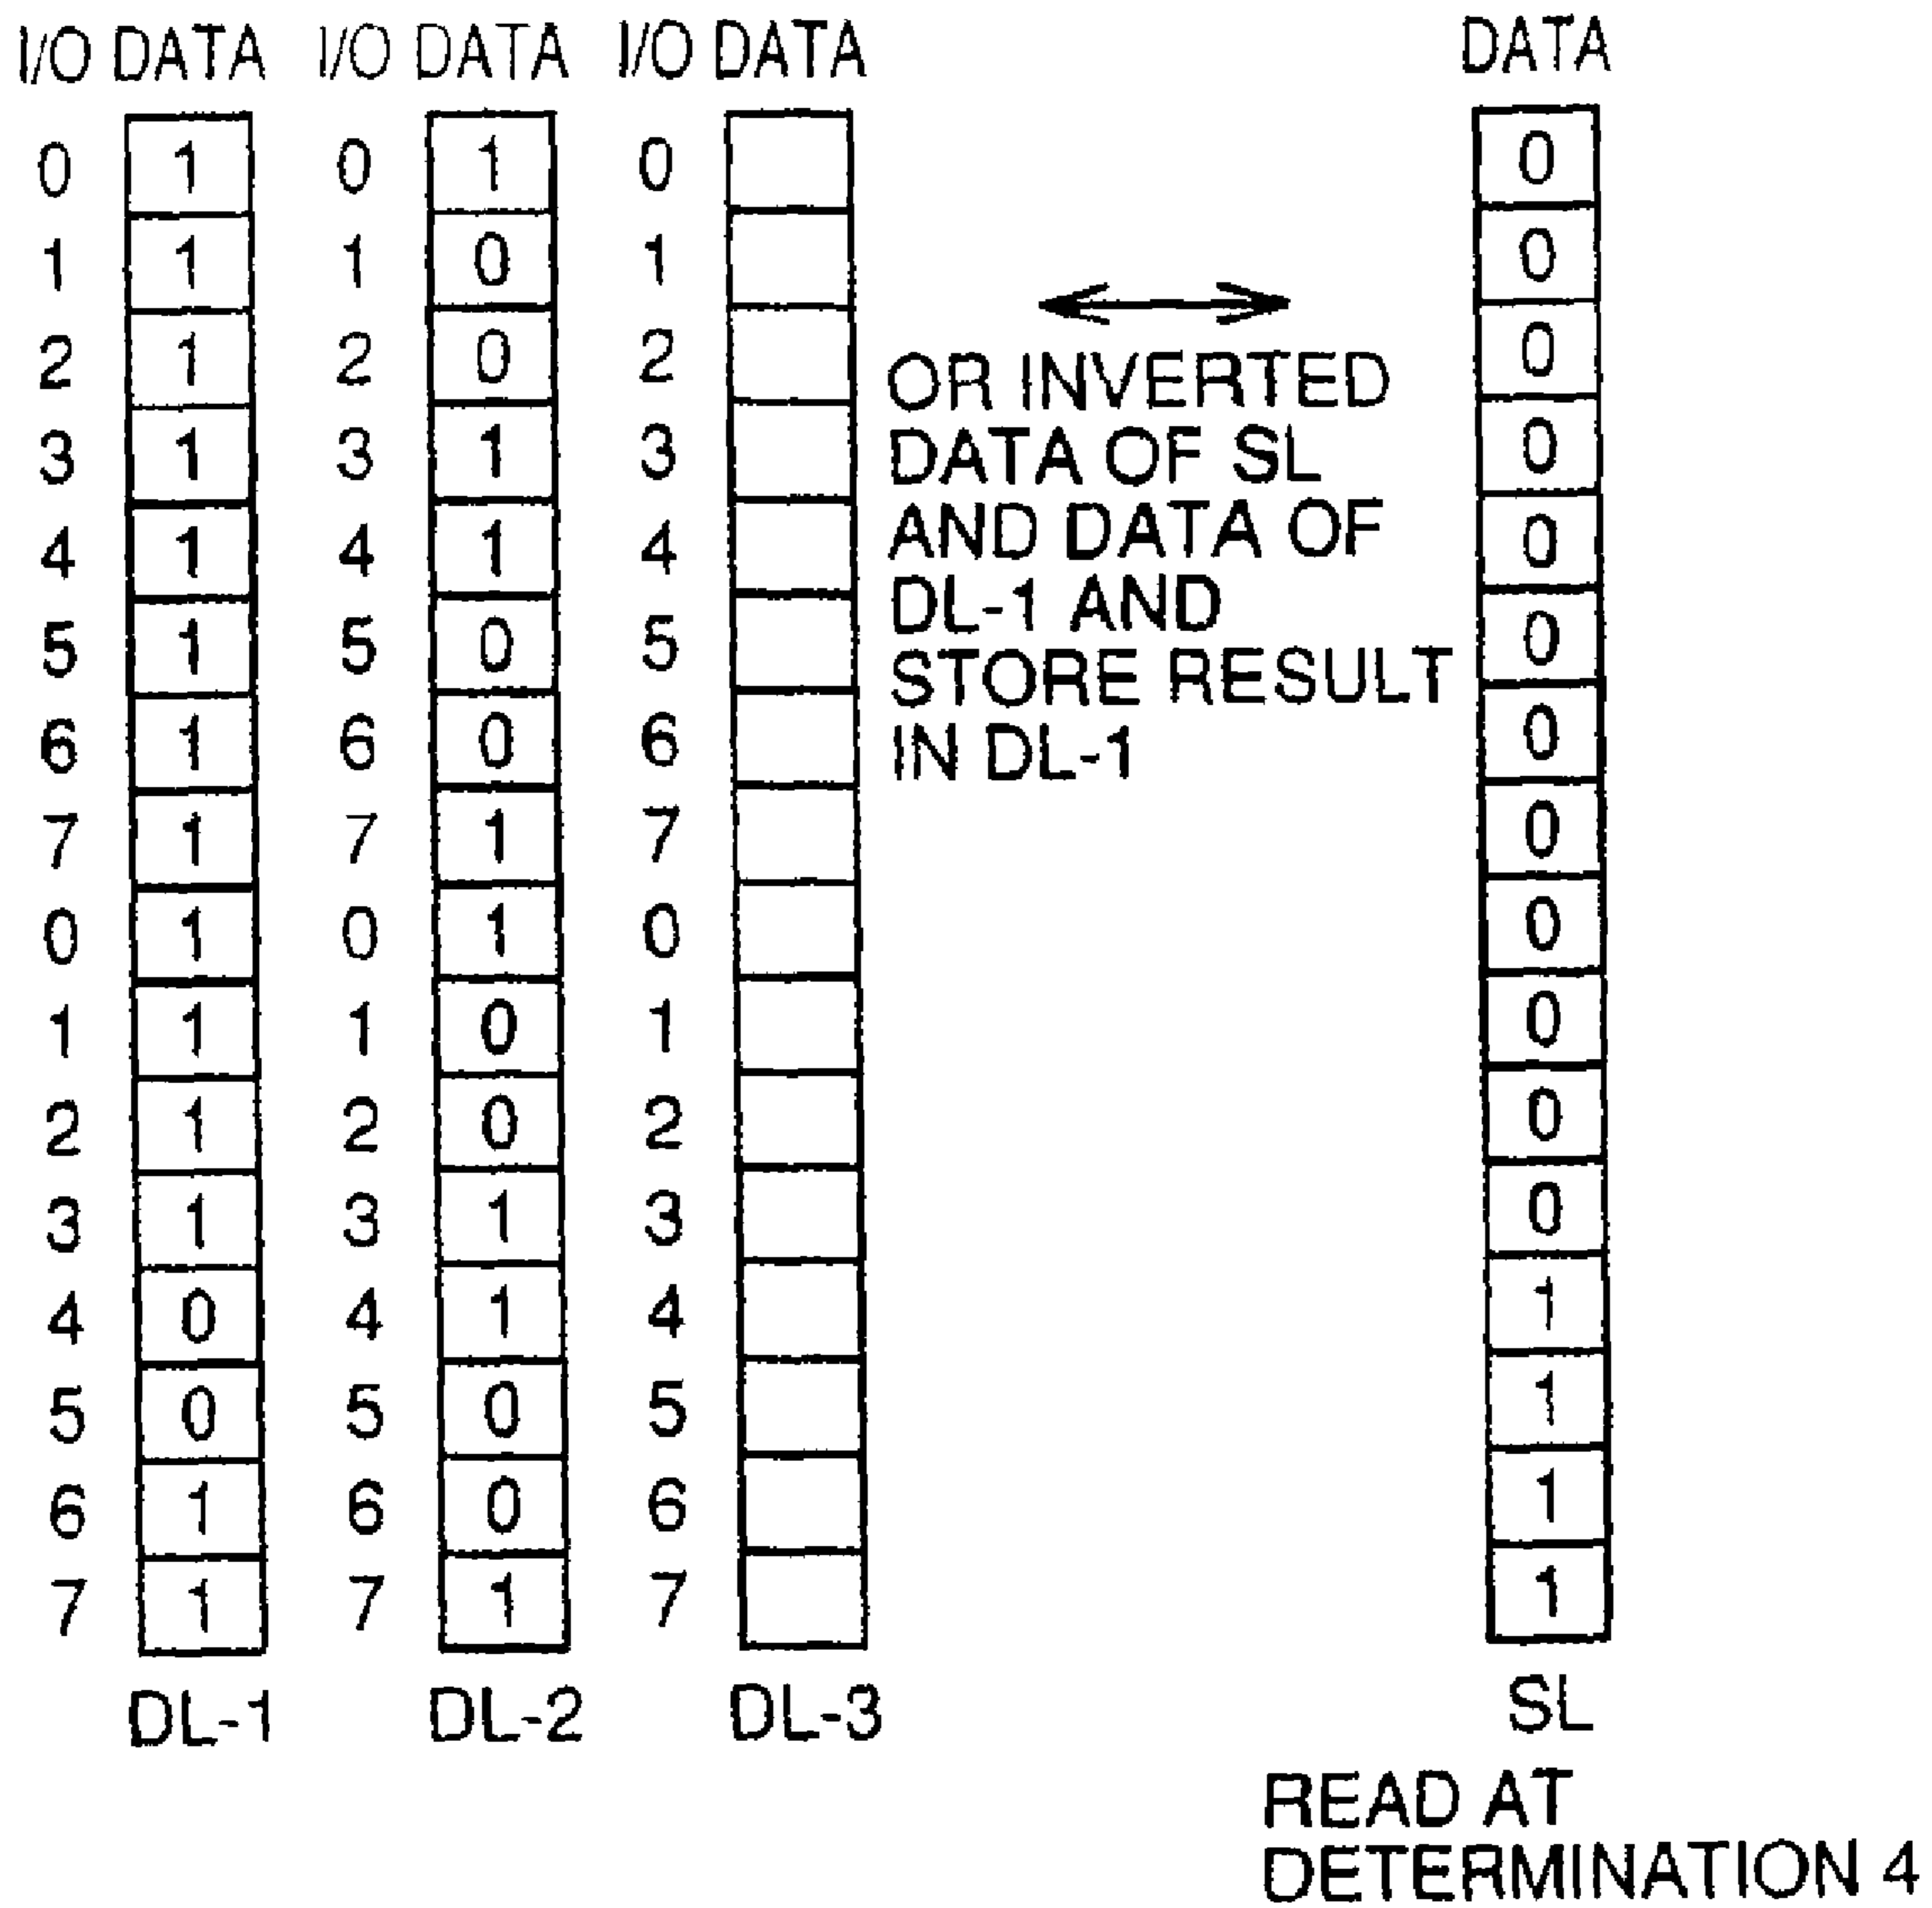 I/O DATA I/O DATA I/O DATA DATA
0 1 0 1 0 0
1 1 1 0 1 0
2 1 2 0 2 0
3 1 3 1 3 0
4 1 4 1 4 0
5 1 5 0 5 0
6 1 6 0 6 0
7 1 7 1 7 0
0 1 0 1 0 0
1 1 1 0 1 0
2 1 2 0 2 0
3 1 3 1 3 0
4 0 4 1 4 1
5 0 5 0 5 1
6 1 6 0 6 1
7 1 7 1 7 1
OR INVERTED
DATA OF SL
AND DATA OF
DL-1 AND
STORE RESULT
IN DL-1
DL-1 DL-2 DL-3 SL
READ AT
DETERMINATION 4